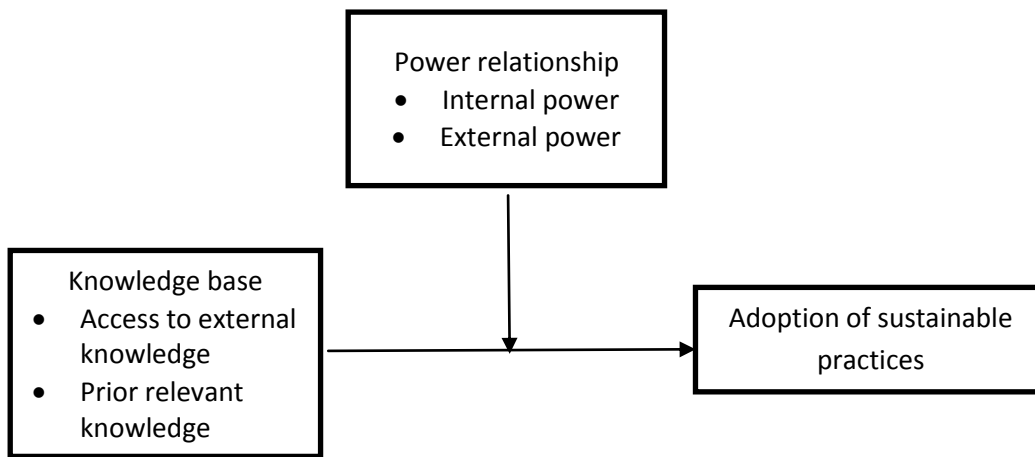 Power relationship
• Internal power
• External power
Knowledge base
• Access to external
knowledge
• Prior relevant
knowledge
Adoption of sustainable
practices